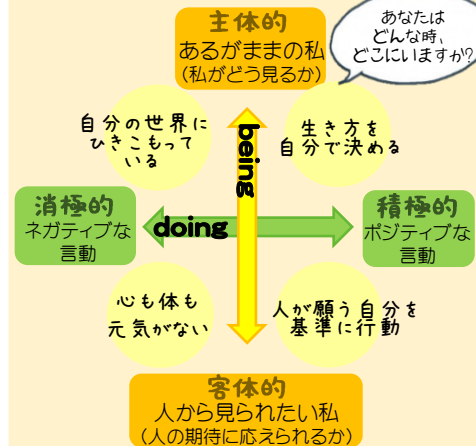 主体的
あるがままの私
(私がどう見るか)
あなたは
どんな時、
どこにいますか?
自分の世界に
ひきこもって
いる
being
生き方を
自分で決める
消極的
ネガティブな
言動
doing
積極的
ポジティブな
言動
心も体も
元気がない
人が願う自分を
基準に行動
客体的
人から見られたい私
(人の期待に応えられるか)